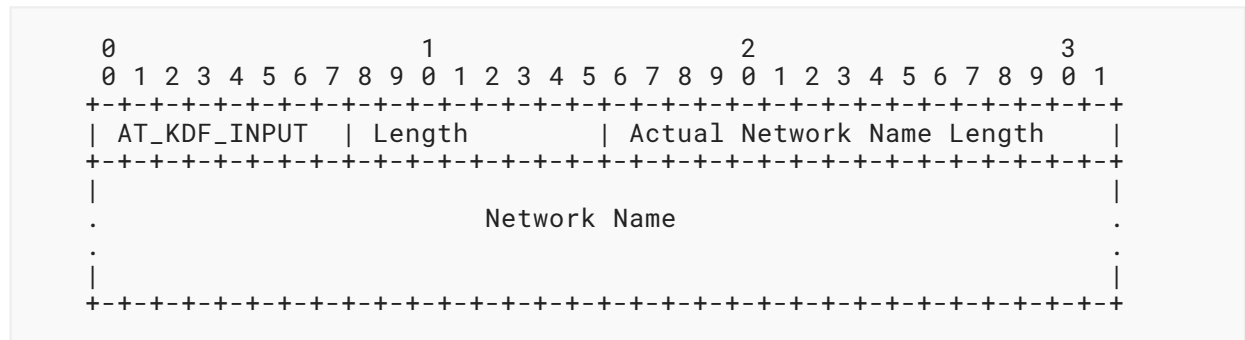 0                   1                   2                   3
 0 1 2 3 4 5 6 7 8 9 0 1 2 3 4 5 6 7 8 9 0 1 2 3 4 5 6 7 8 9 0 1
+-+-+-+-+-+-+-+-+-+-+-+-+-+-+-+-+-+-+-+-+-+-+-+-+-+-+-+-+-+-+-+-+
| AT_KDF_INPUT  | Length        | Actual Network Name Length    |
+-+-+-+-+-+-+-+-+-+-+-+-+-+-+-+-+-+-+-+-+-+-+-+-+-+-+-+-+-+-+-+-+
|                                                               |
.                        Network Name                           .
.                                                               .
|                                                               |
+-+-+-+-+-+-+-+-+-+-+-+-+-+-+-+-+-+-+-+-+-+-+-+-+-+-+-+-+-+-+-+-+